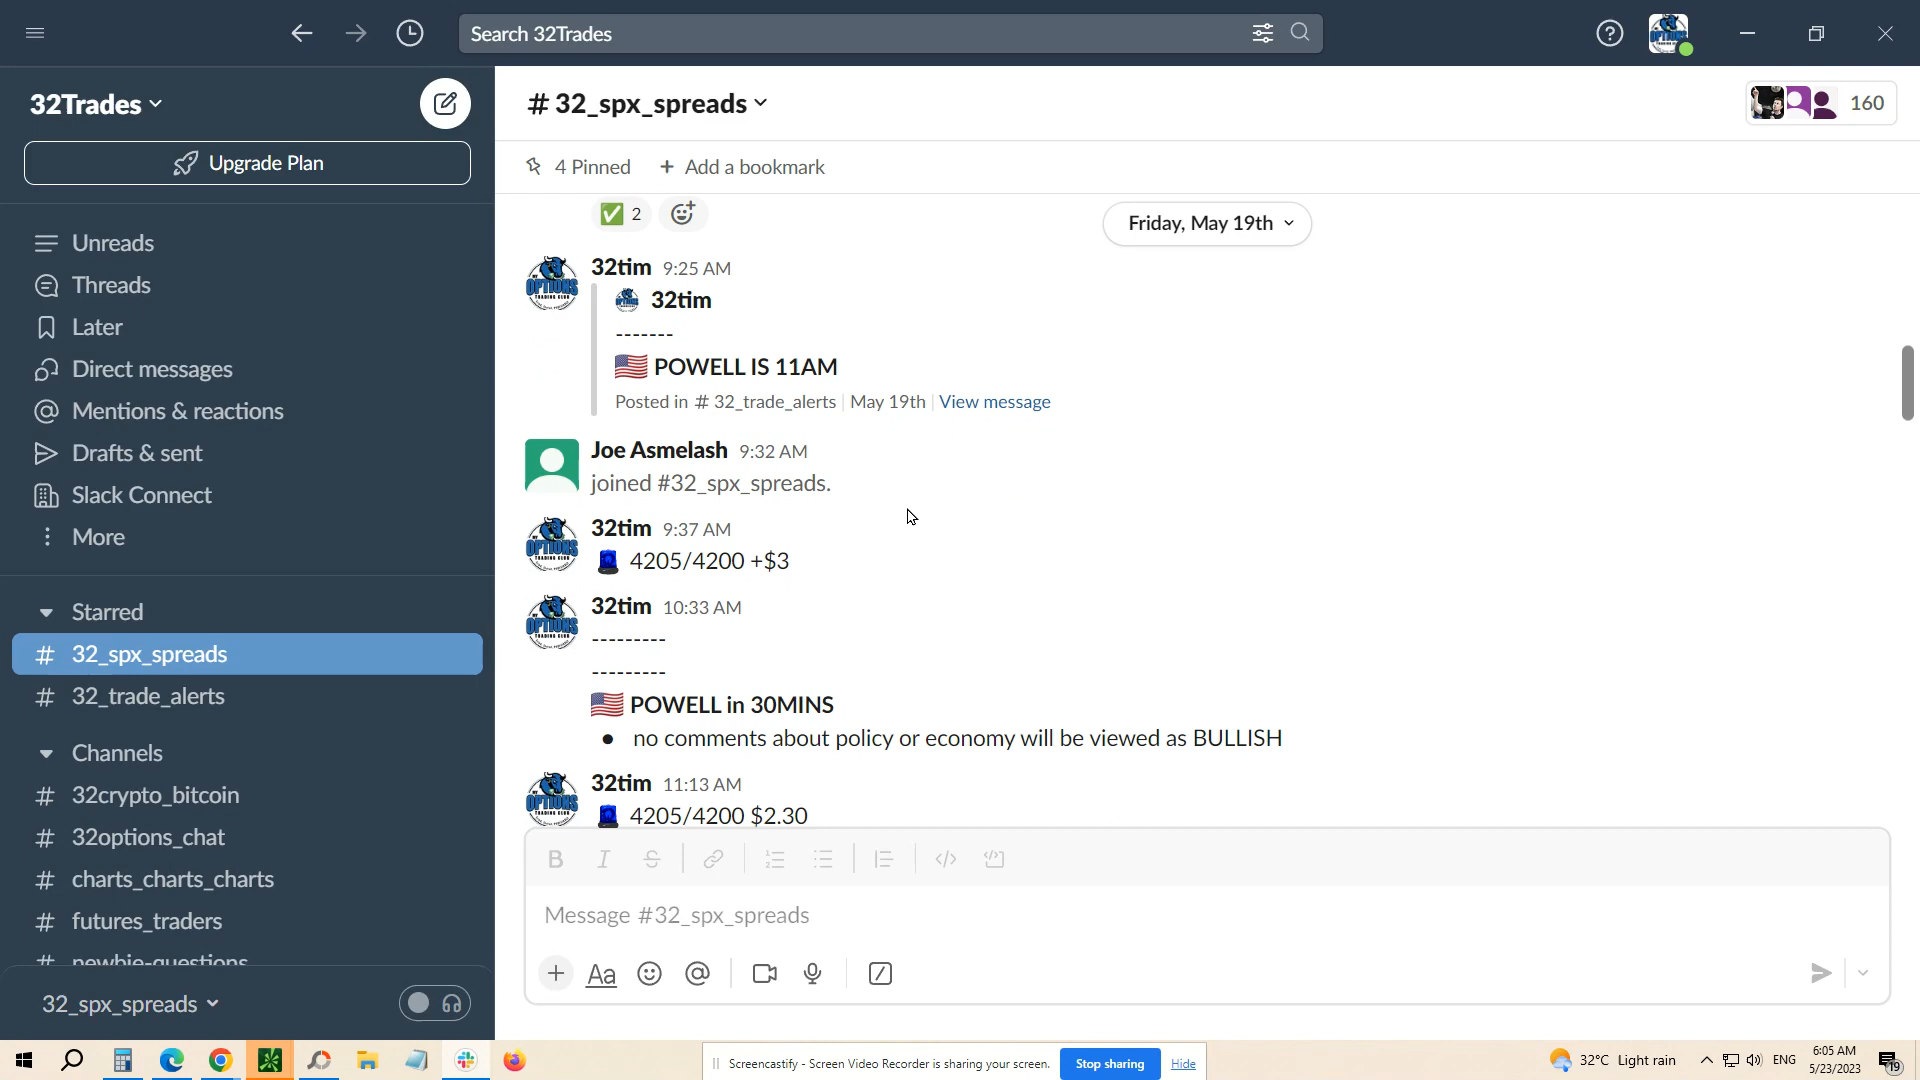 Search 32Trades
32Trades
Upgrade Plan
Unreads
Threads
Later
Direct messages
Mentions & reactions
Drafts & sent
Slack Connect
More
Starred
# 32_spx_spreads
# 32_trade_alerts
Channels
# 32crypto_bitcoin
# 32options_chat
# charts_charts_charts
# futures_traders
# newbie-questions
32_spx_spreads
# 32_spx_spreads
160
4 Pinned
+ Add a bookmark
2
Friday, May 19th
32tim 9:25 AM
32tim
-------
POWELL IS 11AM
Posted in # 32_trade_alerts | May 19th | View message
Joe Asmelash 9:32 AM
joined #32_spx_spreads.
32tim 9:37 AM
4205/4200 +$3
32tim 10:33 AM
---------
---------
POWELL in 30MINS
• no comments about policy or economy will be viewed as BULLISH
32tim 11:13 AM
4205/4200 $2.30
Message #32_spx_spreads
Screencastify - Screen Video Recorder is sharing your screen.
Stop sharing
Hide
32°C Light rain
ENG
6:05 AM
5/23/2023
19